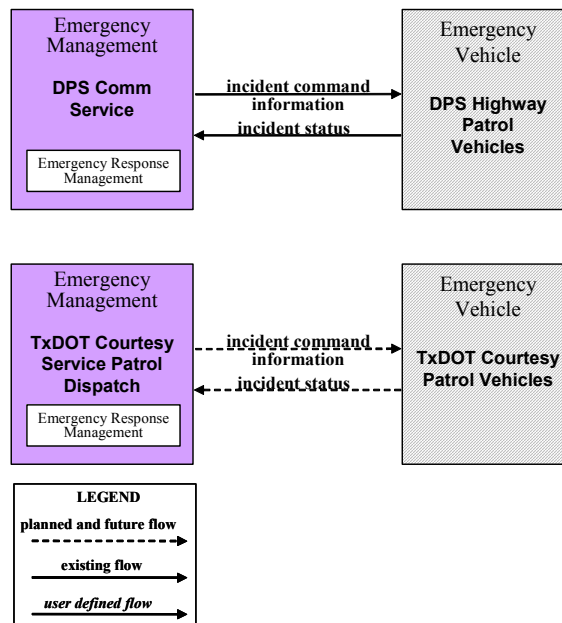 Emergency
Management
DPS Comm
Service
Emergency Response
Management
incident command
information
incident status
Emergency
Vehicle
DPS Highway
Patrol
Vehicles
Emergency
Management
TxDOT Courtesy
Service Patrol
Dispatch
Emergency Response
Management
incident command
information
incident status
Emergency
Vehicle
TxDOT Courtesy
Patrol Vehicles
LEGEND
planned and future flow
existing flow
user defined flow